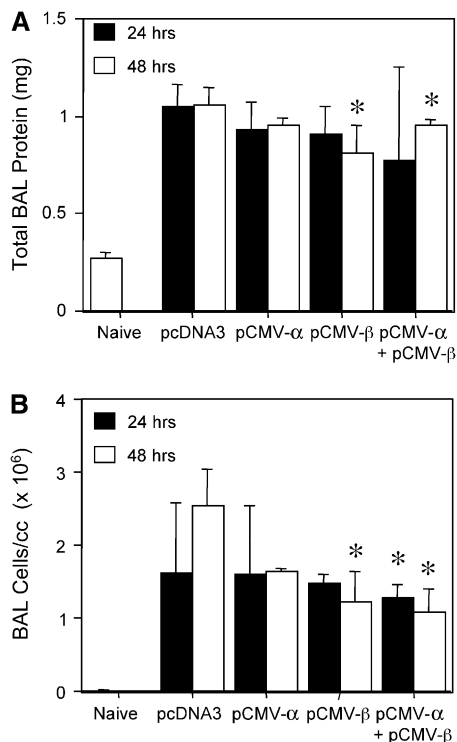 A
1.5
1
0.5
0
Total BAL Protein (mg)
24 hrs
48 hrs
*
*
Naive
pcDNA3
pCMV-α
pCMV-β
pCMV-α
+ pCMV-β
B
4
3
2
1
0
BAL Cells/cc (x 10⁶)
24 hrs
48 hrs
*
*
*
Naive
pcDNA3
pCMV-α
pCMV-β
pCMV-α
+ pCMV-β